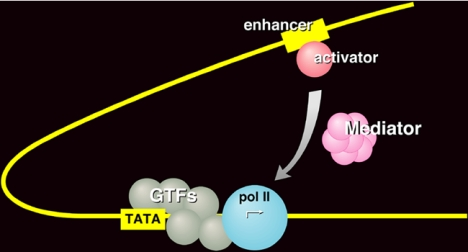 enhancer
activator
Mediator
GTFs
pol II
TATA